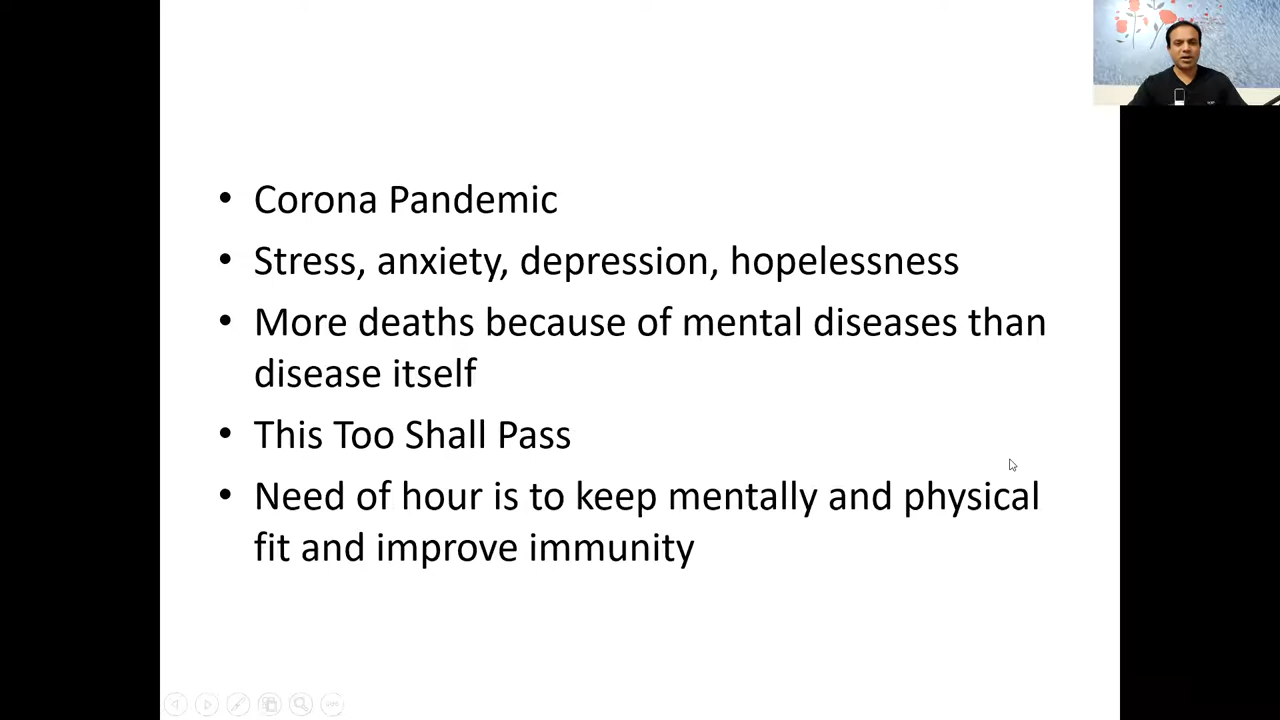 • Corona Pandemic
• Stress, anxiety, depression, hopelessness
• More deaths because of mental diseases than
disease itself
• This Too Shall Pass
• Need of hour is to keep mentally and physical
fit and improve immunity